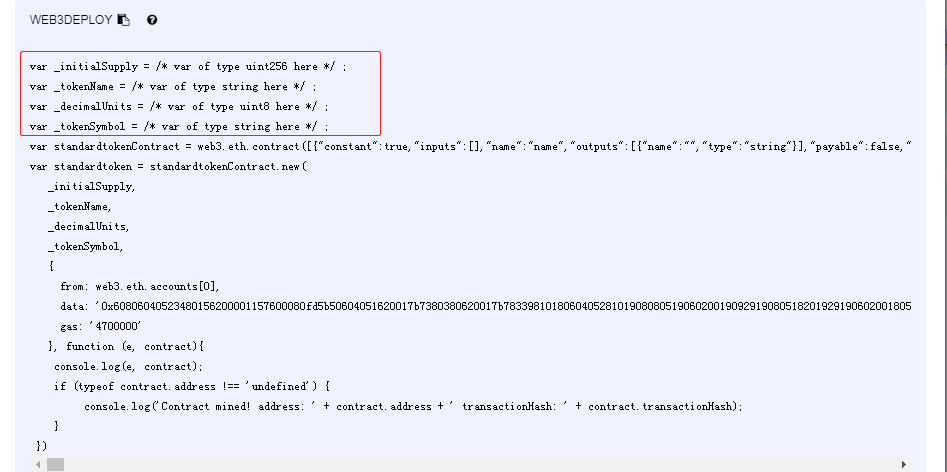 WEB3DEPLOY
var _initialSupply = /* var of type uint256 here */ ;
var _tokenName = /* var of type string here */ ;
var _decimalUnits = /* var of type uint8 here */ ;
var _tokenSymbol = /* var of type string here */ ;
var standardtokenContract = web3.eth.contract([{"constant":true,"inputs":[],"name":"name","outputs":[{"name":"","type":"string"}],"payable":false,"
var standardtoken = standardtokenContract.new(
_initialSupply,
_tokenName,
_decimalUnits,
_tokenSymbol,
{
from: web3.eth.accounts[0],
data: '0x60806040523480156200001157600080fd5b50604051620017b7380380620017b78339810180604052810190808051906020019092919080518201929190602001805
gas: '4700000'
}, function (e, contract){
console.log(e, contract);
if (typeof contract.address !== 'undefined') {
console.log('Contract mined! address: ' + contract.address + ' transactionHash: ' + contract.transactionHash);
}
})